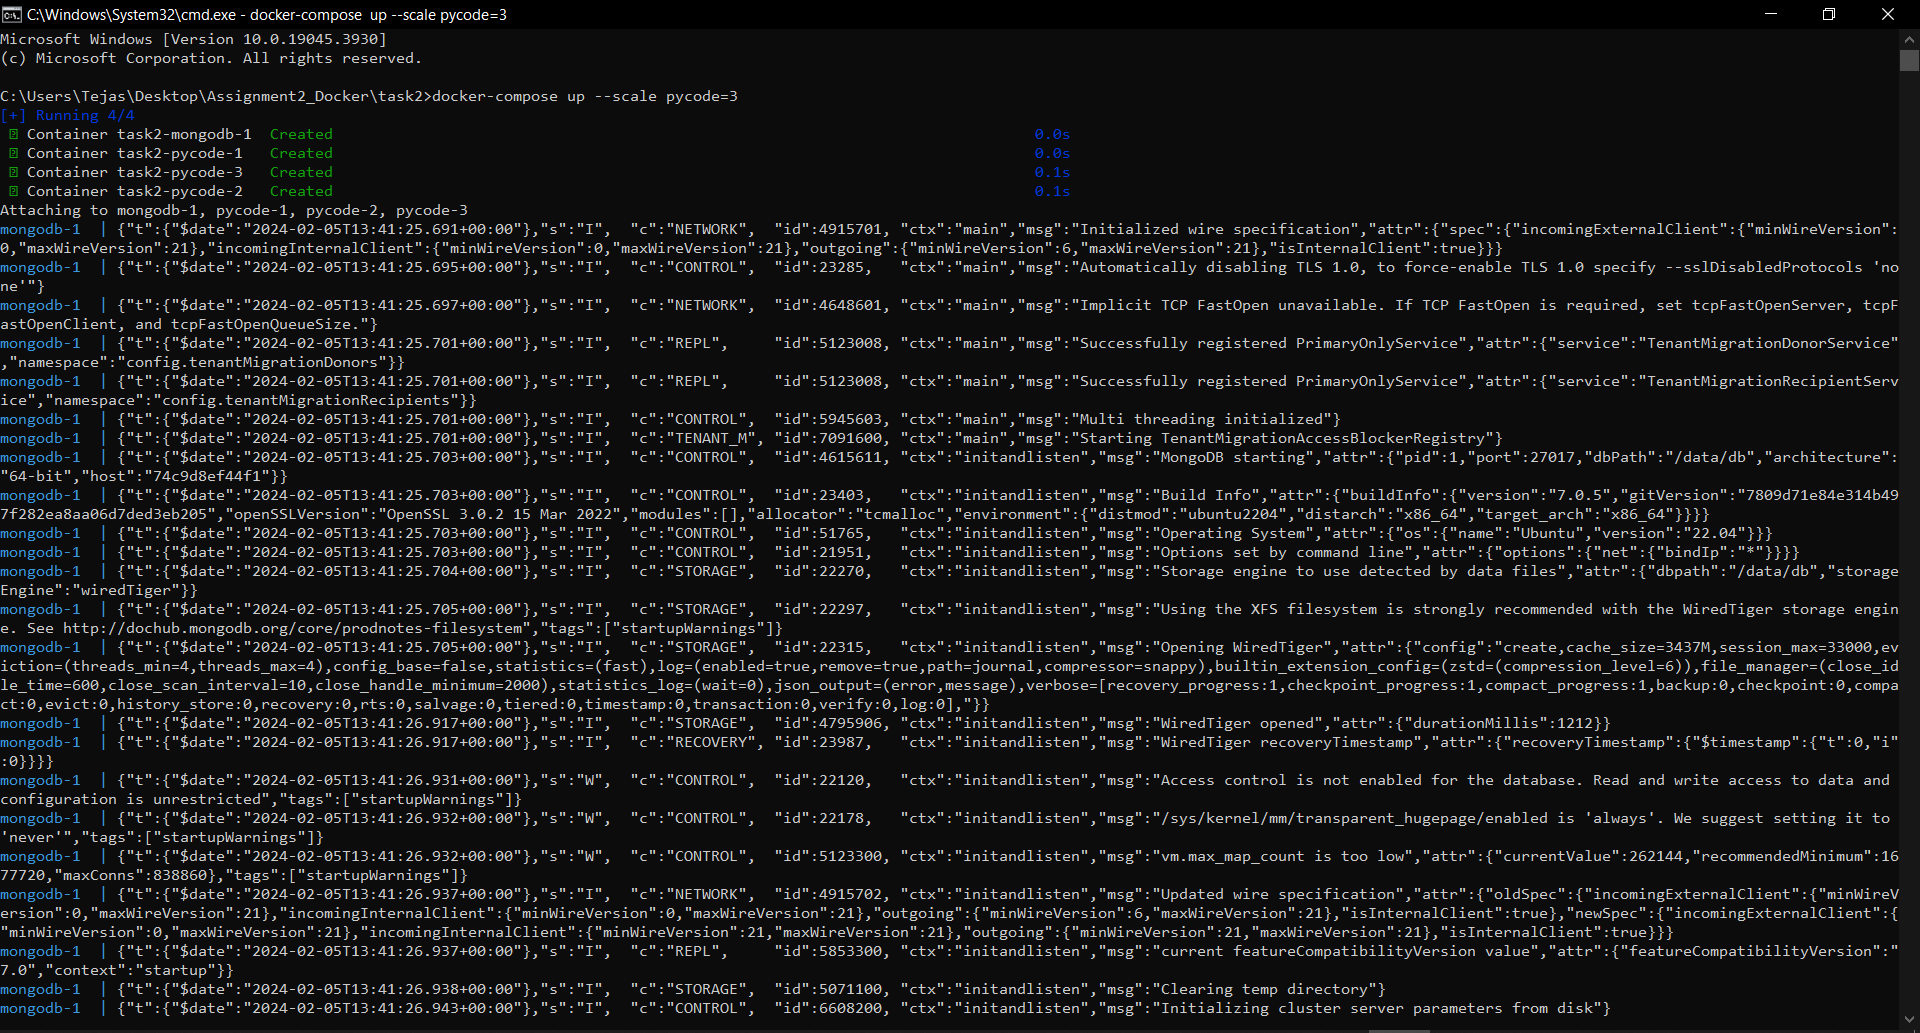 C:\Windows\System32\cmd.exe - docker-compose  up --scale pycode=3
Microsoft Windows [Version 10.0.19045.3930]
(c) Microsoft Corporation. All rights reserved.
C:\Users\Tejas\Desktop\Assignment2_Docker\task2>docker-compose up --scale pycode=3
[+] Running 4/4
Container task2-mongodb-1  Created 0.0s
Container task2-pycode-1   Created 0.0s
Container task2-pycode-3   Created 0.1s
Container task2-pycode-2   Created 0.1s
Attaching to mongodb-1, pycode-1, pycode-2, pycode-3
mongodb-1  | {"t":{"$date":"2024-02-05T13:41:25.691+00:00"},"s":"I",  "c":"NETWORK",  "id":4915701, "ctx":"main","msg":"Initialized wire specification","attr":{"spec":{"incomingExternalClient":{"minWireVersion":
0,"maxWireVersion":21},"incomingInternalClient":{"minWireVersion":0,"maxWireVersion":21},"outgoing":{"minWireVersion":6,"maxWireVersion":21},"isInternalClient":true}}}
mongodb-1  | {"t":{"$date":"2024-02-05T13:41:25.695+00:00"},"s":"I",  "c":"CONTROL",  "id":23285,   "ctx":"main","msg":"Automatically disabling TLS 1.0, to force-enable TLS 1.0 specify --sslDisabledProtocols 'no
ne'"}
mongodb-1  | {"t":{"$date":"2024-02-05T13:41:25.697+00:00"},"s":"I",  "c":"NETWORK",  "id":4648601, "ctx":"main","msg":"Implicit TCP FastOpen unavailable. If TCP FastOpen is required, set tcpFastOpenServer, tcpF
astOpenClient, and tcpFastOpenQueueSize."}
mongodb-1  | {"t":{"$date":"2024-02-05T13:41:25.701+00:00"},"s":"I",  "c":"REPL",     "id":5123008, "ctx":"main","msg":"Successfully registered PrimaryOnlyService","attr":{"service":"TenantMigrationDonorService"
,"namespace":"config.tenantMigrationDonors"}}
mongodb-1  | {"t":{"$date":"2024-02-05T13:41:25.701+00:00"},"s":"I",  "c":"REPL",     "id":5123008, "ctx":"main","msg":"Successfully registered PrimaryOnlyService","attr":{"service":"TenantMigrationRecipientServ
ice","namespace":"config.tenantMigrationRecipients"}}
mongodb-1  | {"t":{"$date":"2024-02-05T13:41:25.701+00:00"},"s":"I",  "c":"CONTROL",  "id":5945603, "ctx":"main","msg":"Multi threading initialized"}
mongodb-1  | {"t":{"$date":"2024-02-05T13:41:25.701+00:00"},"s":"I",  "c":"TENANT_M", "id":7091600, "ctx":"main","msg":"Starting TenantMigrationAccessBlockerRegistry"}
mongodb-1  | {"t":{"$date":"2024-02-05T13:41:25.703+00:00"},"s":"I",  "c":"CONTROL",  "id":4615611, "ctx":"initandlisten","msg":"MongoDB starting","attr":{"pid":1,"port":27017,"dbPath":"/data/db","architecture":
"64-bit","host":"74c9d8ef44f1"}}
mongodb-1  | {"t":{"$date":"2024-02-05T13:41:25.703+00:00"},"s":"I",  "c":"CONTROL",  "id":23403,   "ctx":"initandlisten","msg":"Build Info","attr":{"buildInfo":{"version":"7.0.5","gitVersion":"7809d71e84e314b49
7f282ea8aa06d7ded3eb205","openSSLVersion":"OpenSSL 3.0.2 15 Mar 2022","modules":[],"allocator":"tcmalloc","environment":{"distmod":"ubuntu2204","distarch":"x86_64","target_arch":"x86_64"}}}}
mongodb-1  | {"t":{"$date":"2024-02-05T13:41:25.703+00:00"},"s":"I",  "c":"CONTROL",  "id":51765,   "ctx":"initandlisten","msg":"Operating System","attr":{"os":{"name":"Ubuntu","version":"22.04"}}}
mongodb-1  | {"t":{"$date":"2024-02-05T13:41:25.703+00:00"},"s":"I",  "c":"CONTROL",  "id":21951,   "ctx":"initandlisten","msg":"Options set by command line","attr":{"options":{"net":{"bindIp":"*"}}}}
mongodb-1  | {"t":{"$date":"2024-02-05T13:41:25.704+00:00"},"s":"I",  "c":"STORAGE",  "id":22270,   "ctx":"initandlisten","msg":"Storage engine to use detected by data files","attr":{"dbpath":"/data/db","storage
Engine":"wiredTiger"}}
mongodb-1  | {"t":{"$date":"2024-02-05T13:41:25.705+00:00"},"s":"I",  "c":"STORAGE",  "id":22297,   "ctx":"initandlisten","msg":"Using the XFS filesystem is strongly recommended with the WiredTiger storage engin
e. See http://dochub.mongodb.org/core/prodnotes-filesystem","tags":["startupWarnings"]}
mongodb-1  | {"t":{"$date":"2024-02-05T13:41:25.705+00:00"},"s":"I",  "c":"STORAGE",  "id":22315,   "ctx":"initandlisten","msg":"Opening WiredTiger","attr":{"config":"create,cache_size=3437M,session_max=33000,ev
iction=(threads_min=4,threads_max=4),config_base=false,statistics=(fast),log=(enabled=true,remove=true,path=journal,compressor=snappy),builtin_extension_config=(zstd=(compression_level=6)),file_manager=(close_id
le_time=600,close_scan_interval=10,close_handle_minimum=2000),statistics_log=(wait=0),json_output=(error,message),verbose=[recovery_progress:1,checkpoint_progress:1,compact_progress:1,backup:0,checkpoint:0,compa
ct:0,evict:0,history_store:0,recovery:0,rts:0,salvage:0,tiered:0,timestamp:0,transaction:0,verify:0,log:0],"}}
mongodb-1  | {"t":{"$date":"2024-02-05T13:41:26.917+00:00"},"s":"I",  "c":"STORAGE",  "id":4795906, "ctx":"initandlisten","msg":"WiredTiger opened","attr":{"durationMillis":1212}}
mongodb-1  | {"t":{"$date":"2024-02-05T13:41:26.917+00:00"},"s":"I",  "c":"RECOVERY", "id":23987,   "ctx":"initandlisten","msg":"WiredTiger recoveryTimestamp","attr":{"recoveryTimestamp":{"$timestamp":{"t":0,"i"
:0}}}}
mongodb-1  | {"t":{"$date":"2024-02-05T13:41:26.931+00:00"},"s":"W",  "c":"CONTROL",  "id":22120,   "ctx":"initandlisten","msg":"Access control is not enabled for the database. Read and write access to data and 
configuration is unrestricted","tags":["startupWarnings"]}
mongodb-1  | {"t":{"$date":"2024-02-05T13:41:26.932+00:00"},"s":"W",  "c":"CONTROL",  "id":22178,   "ctx":"initandlisten","msg":"/sys/kernel/mm/transparent_hugepage/enabled is 'always'. We suggest setting it to 
'never'","tags":["startupWarnings"]}
mongodb-1  | {"t":{"$date":"2024-02-05T13:41:26.932+00:00"},"s":"W",  "c":"CONTROL",  "id":5123300, "ctx":"initandlisten","msg":"vm.max_map_count is too low","attr":{"currentValue":262144,"recommendedMinimum":16
77720,"maxConns":838860},"tags":["startupWarnings"]}
mongodb-1  | {"t":{"$date":"2024-02-05T13:41:26.937+00:00"},"s":"I",  "c":"NETWORK",  "id":4915702, "ctx":"initandlisten","msg":"Updated wire specification","attr":{"oldSpec":{"incomingExternalClient":{"minWireV
ersion":0,"maxWireVersion":21},"incomingInternalClient":{"minWireVersion":0,"maxWireVersion":21},"outgoing":{"minWireVersion":6,"maxWireVersion":21},"isInternalClient":true},"newSpec":{"incomingExternalClient":{
"minWireVersion":0,"maxWireVersion":21},"incomingInternalClient":{"minWireVersion":21,"maxWireVersion":21},"outgoing":{"minWireVersion":21,"maxWireVersion":21},"isInternalClient":true}}}
mongodb-1  | {"t":{"$date":"2024-02-05T13:41:26.937+00:00"},"s":"I",  "c":"REPL",     "id":5853300, "ctx":"initandlisten","msg":"current featureCompatibilityVersion value","attr":{"featureCompatibilityVersion":"
7.0","context":"startup"}}
mongodb-1  | {"t":{"$date":"2024-02-05T13:41:26.938+00:00"},"s":"I",  "c":"STORAGE",  "id":5071100, "ctx":"initandlisten","msg":"Clearing temp directory"}
mongodb-1  | {"t":{"$date":"2024-02-05T13:41:26.943+00:00"},"s":"I",  "c":"CONTROL",  "id":6608200, "ctx":"initandlisten","msg":"Initializing cluster server parameters from disk"}